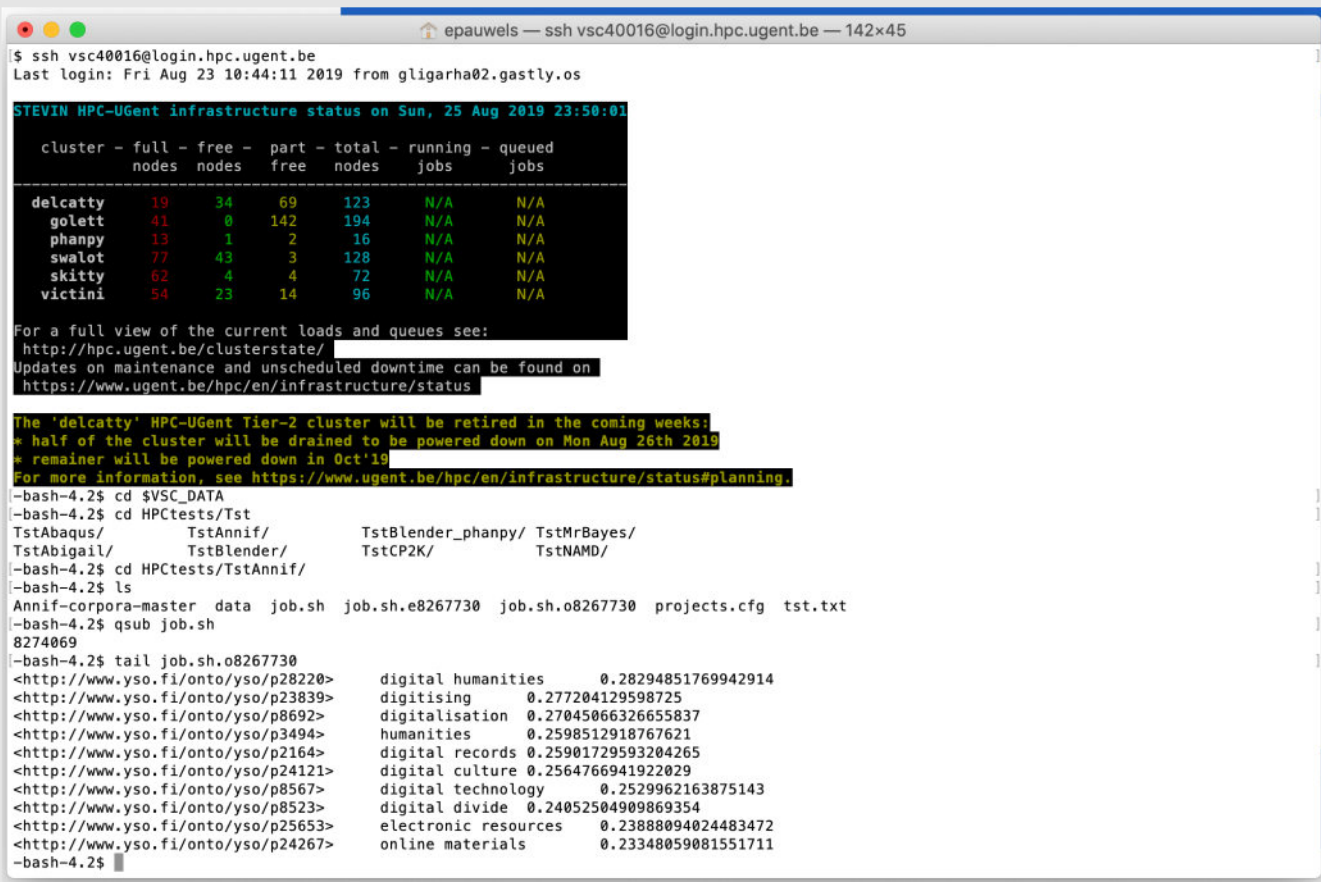 epauwels — ssh vsc40016@login.hpc.ugent.be — 142×45
$ ssh vsc40016@login.hpc.ugent.be
Last login: Fri Aug 23 10:44:11 2019 from gligarha02.gastly.os
STEVIN HPC-UGent infrastructure status on Sun, 25 Aug 2019 23:50:01
cluster - full - free - part - total - running - queued
nodes nodes free nodes jobs jobs
delcatty 19 34 69 123 N/A N/A
golett 41 0 142 194 N/A N/A
phanpy 13 1 2 16 N/A N/A
swalot 77 43 3 128 N/A N/A
skitty 62 4 4 72 N/A N/A
victini 54 23 14 96 N/A N/A
For a full view of the current loads and queues see:
http://hpc.ugent.be/clusterstate/
Updates on maintenance and unscheduled downtime can be found on
https://www.ugent.be/hpc/en/infrastructure/status
The 'delcatty' HPC-UGent Tier-2 cluster will be retired in the coming weeks:
* half of the cluster will be drained to be powered down on Mon Aug 26th 2019
* remainer will be powered down in Oct'19
For more information, see https://www.ugent.be/hpc/en/infrastructure/status#planning.
-bash-4.2$ cd $VSC_DATA
-bash-4.2$ cd HPCtests/Tst
TstAbaqus/ TstAnnif/ TstBlender_phanpy/ TstMrBayes/
TstAbigail/ TstBlender/ TstCP2K/ TstNAMD/
-bash-4.2$ cd HPCtests/TstAnnif/
-bash-4.2$ ls
Annif-corpora-master data job.sh job.sh.e8267730 job.sh.o8267730 projects.cfg tst.txt
-bash-4.2$ qsub job.sh
8274069
-bash-4.2$ tail job.sh.o8267730
<http://www.yso.fi/onto/yso/p28220> digital humanities 0.28294851769942914
<http://www.yso.fi/onto/yso/p23839> digitising 0.277204129598725
<http://www.yso.fi/onto/yso/p8692> digitalisation 0.27045066326655837
<http://www.yso.fi/onto/yso/p3494> humanities 0.2598512918767621
<http://www.yso.fi/onto/yso/p2164> digital records 0.25901729593204265
<http://www.yso.fi/onto/yso/p24121> digital culture 0.2564766941922029
<http://www.yso.fi/onto/yso/p8567> digital technology 0.2529962163875143
<http://www.yso.fi/onto/yso/p8523> digital divide 0.24052504909869354
<http://www.yso.fi/onto/yso/p25653> electronic resources 0.23888094024483472
<http://www.yso.fi/onto/yso/p24267> online materials 0.23348059081551711
-bash-4.2$